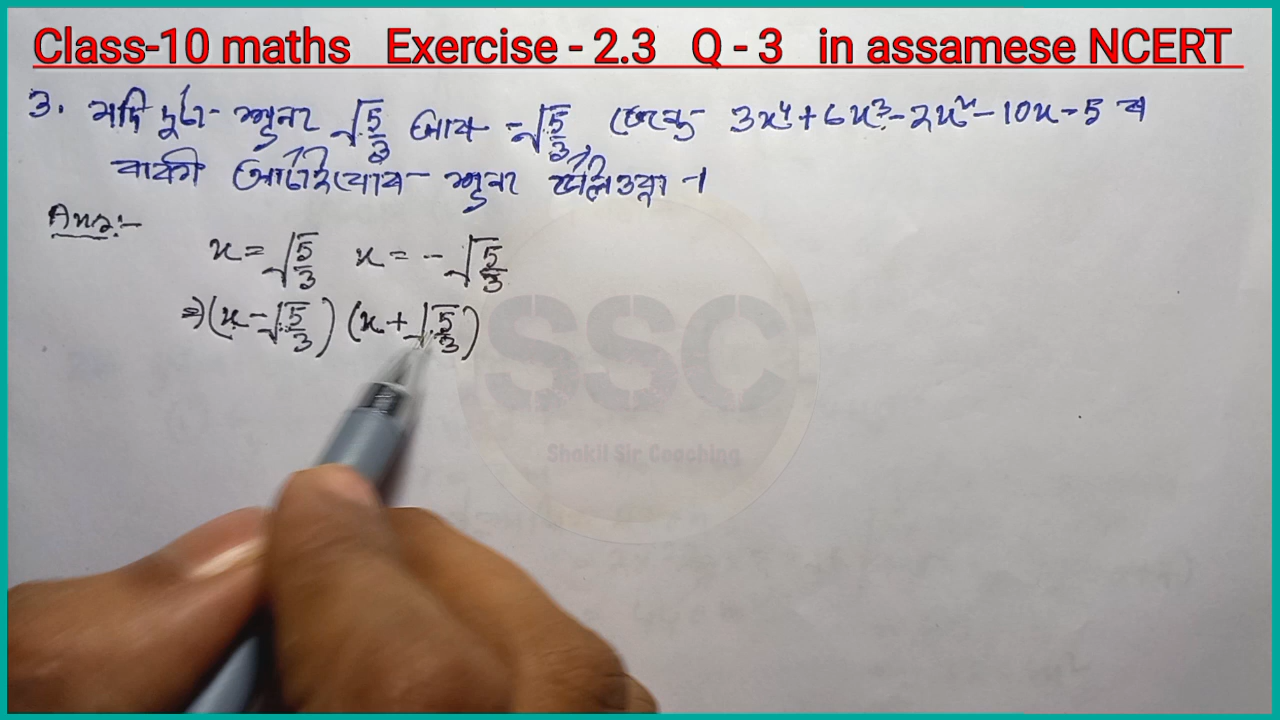 Class-10 maths Exercise - 2.3 Q - 3 in assamese NCERT
3. যদি দুটা শূন্য √5/3 আৰু -√5/3 হয় 3x⁴+6x³-2x²-10x-5 ৰ
বাকী আটাইবোৰ শূন্য উলিওৱা ।
Ans:-
x = √5/3 x = -√5/3
⇒(x-√5/3) (x+√5/3)
SSC
Shakil Sir Coaching